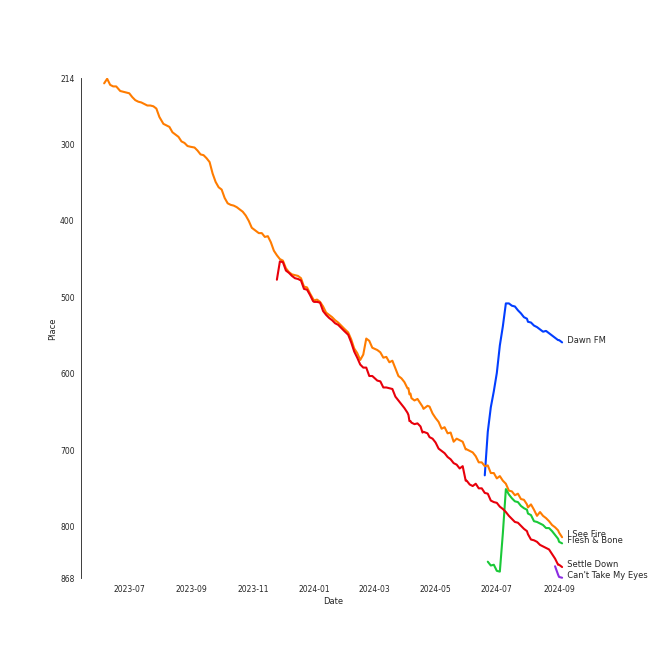 214
300
400
500
600
700
800
868
Place
2023-07
2023-09
2023-11
2024-01
2024-03
2024-05
2024-07
2024-09
Date
Dawn FM
I See Fire
Flesh & Bone
Settle Down
Can't Take My Eyes